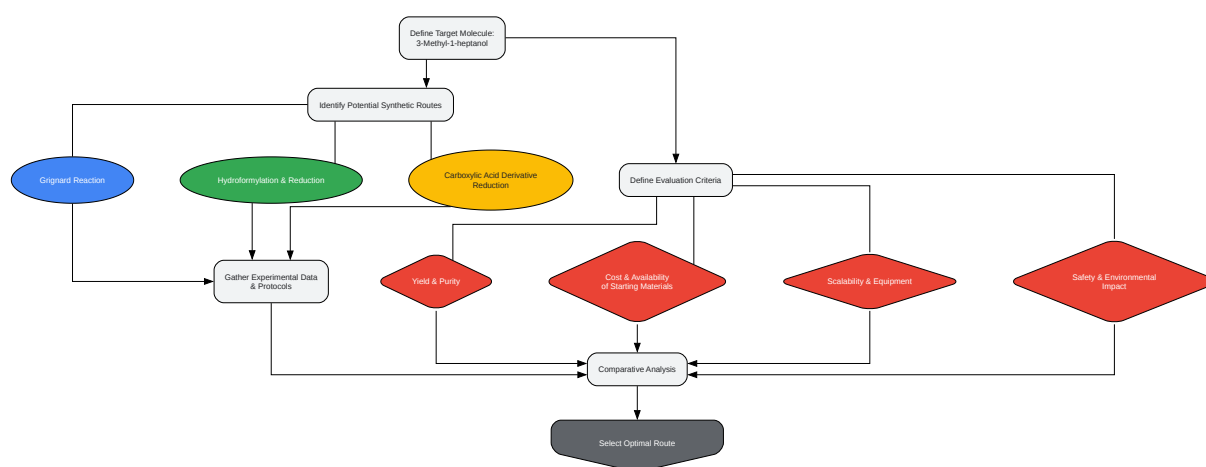 Define Target Molecule:
3-Methyl-1-heptanol
Identify Potential Synthetic Routes
Grignard Reaction
Hydroformylation & Reduction
Carboxylic Acid Derivative
Reduction
Define Evaluation Criteria
Gather Experimental Data
& Protocols
Yield & Purity
Cost & Availability
of Starting Materials
Scalability & Equipment
Safety & Environmental
Impact
Comparative Analysis
Select Optimal Route